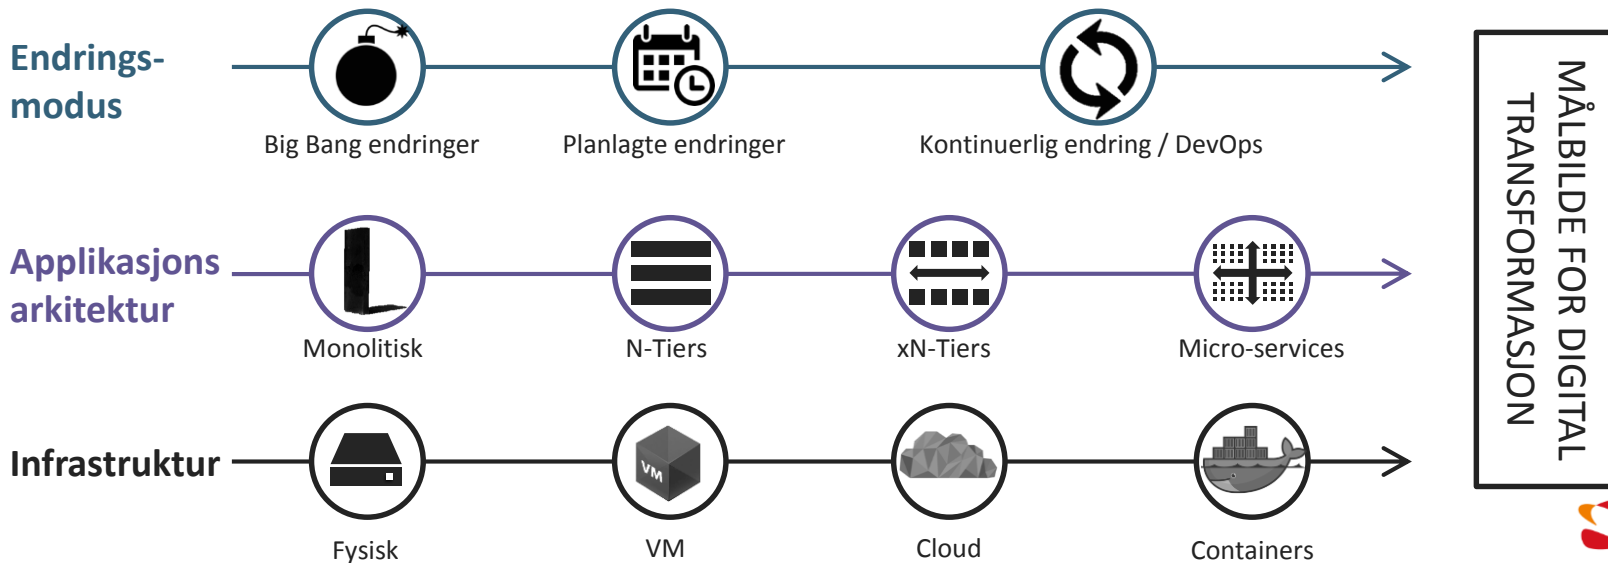 Endrings-
modus
Big Bang endringer
Planlagte endringer
Kontinuerlig endring / DevOps
Applikasjons
arkitektur
Monolitisk
N-Tiers
xN-Tiers
Micro-services
Infrastruktur
VM
Fysisk
VM
Cloud
Containers
MÅLBILDE FOR DIGITAL
TRANSFORMASJON